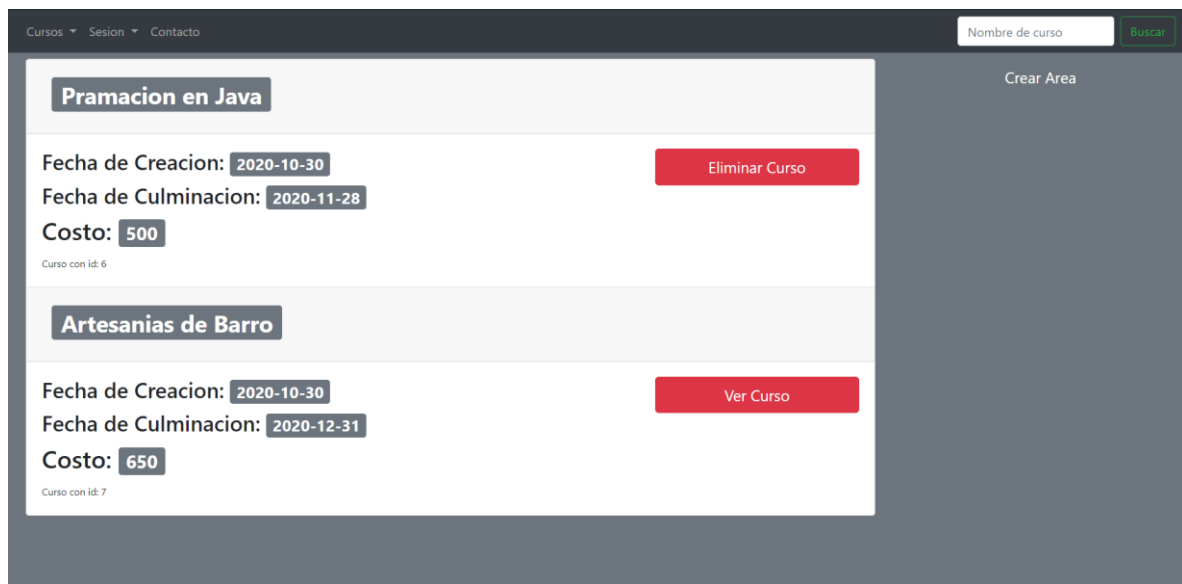 Cursos Sesion Contacto Nombre de curso Buscar
Pramacion en Java
Crear Area
Fecha de Creacion: 2020-10-30
Eliminar Curso
Fecha de Culminacion: 2020-11-28
Costo: 500
Curso con id: 6
Artesanias de Barro
Fecha de Creacion: 2020-10-30
Ver Curso
Fecha de Culminacion: 2020-12-31
Costo: 650
Curso con id: 7